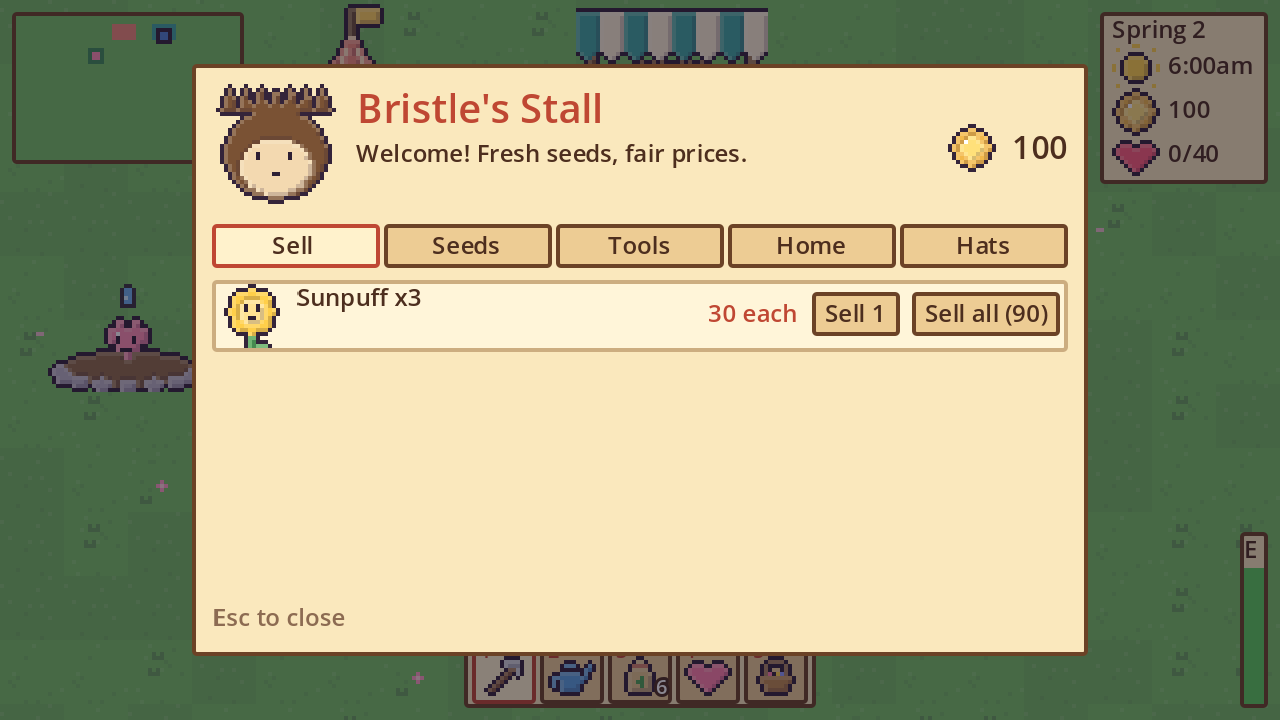 Spring 2
6:00am
100
0/40
Bristle's Stall
Welcome! Fresh seeds, fair prices.
100
Sell
Seeds
Tools
Home
Hats
Sunpuff x3
30 each
Sell 1
Sell all (90)
Esc to close
E
6